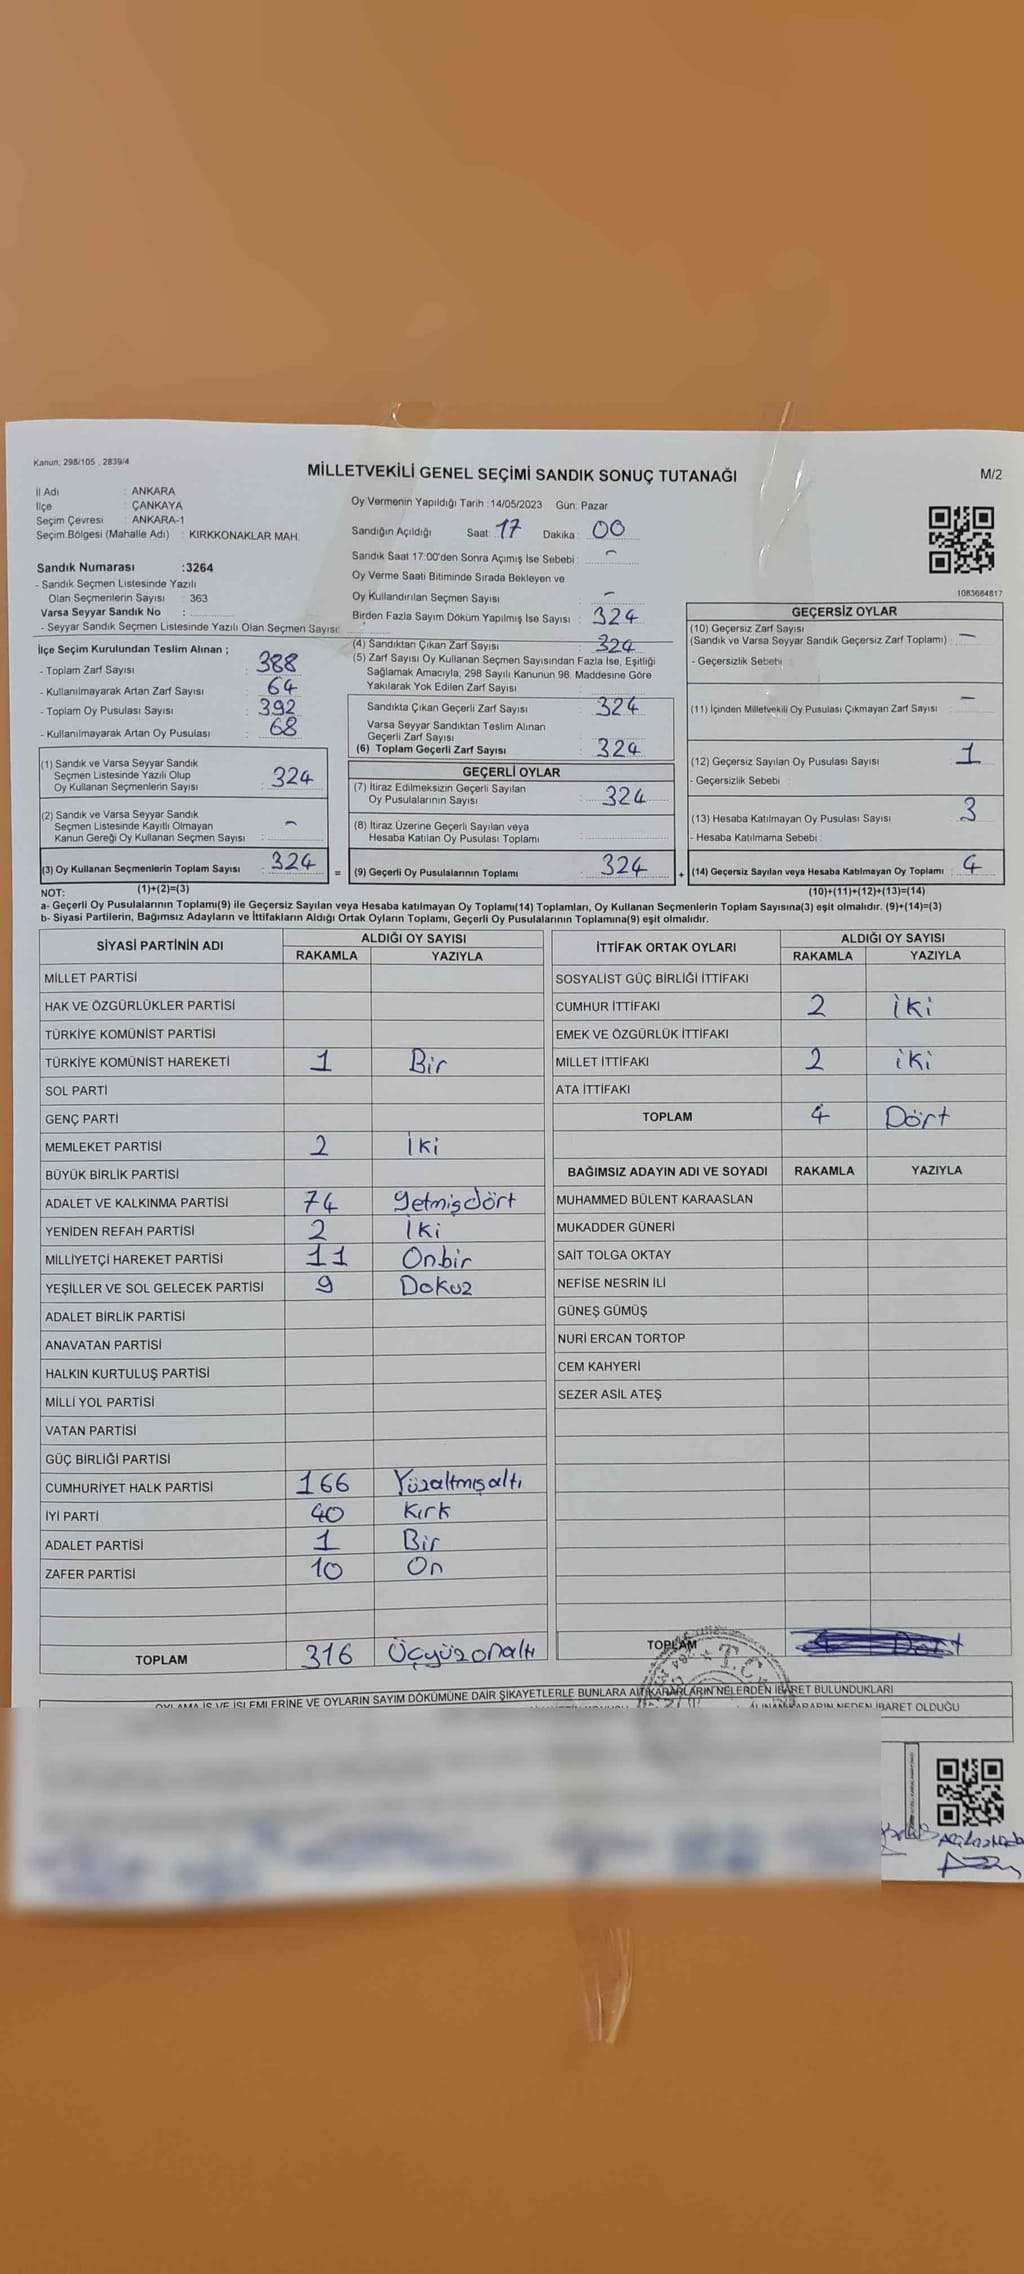 Kanun, 298/105 , 2839/4
MİLLETVEKİLİ GENEL SEÇİMİ SANDIK SONUÇ TUTANAĞI
M/2
İl Adı : ANKARA
İlçe : ÇANKAYA
Seçim Çevresi : ANKARA-1
Seçim Bölgesi (Mahalle Adı) : KIRKKONAKLAR MAH.
Sandık Numarası :3264
- Sandık Seçmen Listesinde Yazılı
Olan Seçmenlerin Sayısı : 363
Varsa Seyyar Sandık No :
- Seyyar Sandık Seçmen Listesinde Yazılı Olan Seçmen Sayısı:
Oy Vermenin Yapıldığı Tarih :14/05/2023 Gün: Pazar
Sandığın Açıldığı Saat: 17 Dakika : 00
Sandık Saat 17:00'den Sonra Açımış İse Sebebi : -
Oy Verme Saati Bitiminde Sırada Bekleyen ve
Oy Kullandırılan Seçmen Sayısı : -
Birden Fazla Sayım Döküm Yapılmış İse Sayısı : 324
1083684817
İlçe Seçim Kurulundan Teslim Alınan ;
- Toplam Zarf Sayısı : 388
- Kullanılmayarak Artan Zarf Sayısı : 64
- Toplam Oy Pusulası Sayısı : 392
- Kullanılmayarak Artan Oy Pusulası : 68
(1) Sandık ve Varsa Seyyar Sandık
Seçmen Listesinde Yazılı Olup
Oy Kullanan Seçmenlerin Sayısı : 324
(2) Sandık ve Varsa Seyyar Sandık
Seçmen Listesinde Kayıtlı Olmayan
Kanun Gereği Oy Kullanan Seçmen Sayısı : -
(3) Oy Kullanan Seçmenlerin Toplam Sayısı : 324 =
(1)+(2)=(3)
(4) Sandıktan Çıkan Zarf Sayısı : 324
(5) Zarf Sayısı Oy Kullanan Seçmen Sayısından Fazla İse, Eşitliği
Sağlamak Amacıyla, 298 Sayılı Kanunun 98. Maddesine Göre
Yakılarak Yok Edilen Zarf Sayısı :
Sandıkta Çıkan Geçerli Zarf Sayısı : 324
Varsa Seyyar Sandıktan Teslim Alınan
Geçerli Zarf Sayısı :
(6) Toplam Geçerli Zarf Sayısı : 324
GEÇERLİ OYLAR
(7) İtiraz Edilmeksizin Geçerli Sayılan
Oy Pusulalarının Sayısı : 324
(8) İtiraz Üzerine Geçerli Sayılan veya
Hesaba Katılan Oy Pusulası Toplamı :
(9) Geçerli Oy Pusulalarının Toplamı : 324 +
GEÇERSİZ OYLAR
(10) Geçersiz Zarf Sayısı
(Sandık ve Varsa Seyyar Sandık Geçersiz Zarf Toplamı) : -
- Geçersizlik Sebebi :
(11) İçinden Milletvekili Oy Pusulası Çıkmayan Zarf Sayısı : -
(12) Geçersiz Sayılan Oy Pusulası Sayısı : 1
- Geçersizlik Sebebi :
(13) Hesaba Katılmayan Oy Pusulası Sayısı : 3
- Hesaba Katılmama Sebebi :
(14) Geçersiz Sayılan veya Hesaba Katılmayan Oy Toplamı : 4
(10)+(11)+(12)+(13)=(14)
NOT:
a- Geçerli Oy Pusulalarının Toplamı(9) ile Geçersiz Sayılan veya Hesaba katılmayan Oy Toplamı(14) Toplamları, Oy Kullanan Seçmenlerin Toplam Sayısına(3) eşit olmalıdır. (9)+(14)=(3)
b- Siyasi Partilerin, Bağımsız Adayların ve İttifakların Aldığı Ortak Oyların Toplamı, Geçerli Oy Pusulalarının Toplamına(9) eşit olmalıdır.
SİYASİ PARTİNİN ADI ALDIĞI OY SAYISI
RAKAMLA YAZIYLA
MİLLET PARTİSİ
HAK VE ÖZGÜRLÜKLER PARTİSİ
TÜRKİYE KOMÜNİST PARTİSİ
TÜRKİYE KOMÜNİST HAREKETİ 1 Bir
SOL PARTİ
GENÇ PARTİ
MEMLEKET PARTİSİ 2 İki
BÜYÜK BİRLİK PARTİSİ
ADALET VE KALKINMA PARTİSİ 74 Yetmişdört
YENİDEN REFAH PARTİSİ 2 İki
MİLLİYETÇİ HAREKET PARTİSİ 11 Onbir
YEŞİLLER VE SOL GELECEK PARTİSİ 9 Dokuz
ADALET BİRLİK PARTİSİ
ANAVATAN PARTİSİ
HALKIN KURTULUŞ PARTİSİ
MİLLİ YOL PARTİSİ
VATAN PARTİSİ
GÜÇ BİRLİĞİ PARTİSİ
CUMHURİYET HALK PARTİSİ 166 Yüzaltmışaltı
İYİ PARTİ 40 Kırk
ADALET PARTİSİ 1 Bir
ZAFER PARTİSİ 10 On
TOPLAM 316 Üçyüzonaltı
İTTİFAK ORTAK OYLARI ALDIĞI OY SAYISI
RAKAMLA YAZIYLA
SOSYALİST GÜÇ BİRLİĞİ İTTİFAKI
CUMHUR İTTİFAKI 2 İki
EMEK VE ÖZGÜRLÜK İTTİFAKI
MİLLET İTTİFAKI 2 İki
ATA İTTİFAKI
TOPLAM 4 Dört
BAĞIMSIZ ADAYIN ADI VE SOYADI RAKAMLA YAZIYLA
MUHAMMED BÜLENT KARAASLAN
MUKADDER GÜNERİ
SAİT TOLGA OKTAY
NEFİSE NESRİN İLİ
GÜNEŞ GÜMÜŞ
NURİ ERCAN TORTOP
CEM KAHYERİ
SEZER ASİL ATEŞ
TOPLAM 4 Dört
T.C.
OYLAMA İŞ VE İŞLEMLERİNE VE OYLARIN SAYIM DÖKÜMÜNE DAİR ŞİKAYETLERLE BUNLARA AİT KARARLARIN NELERDEN İBARET BULUNDUKLARI
ALINAN KARARIN NEDEN İBARET OLDUĞU